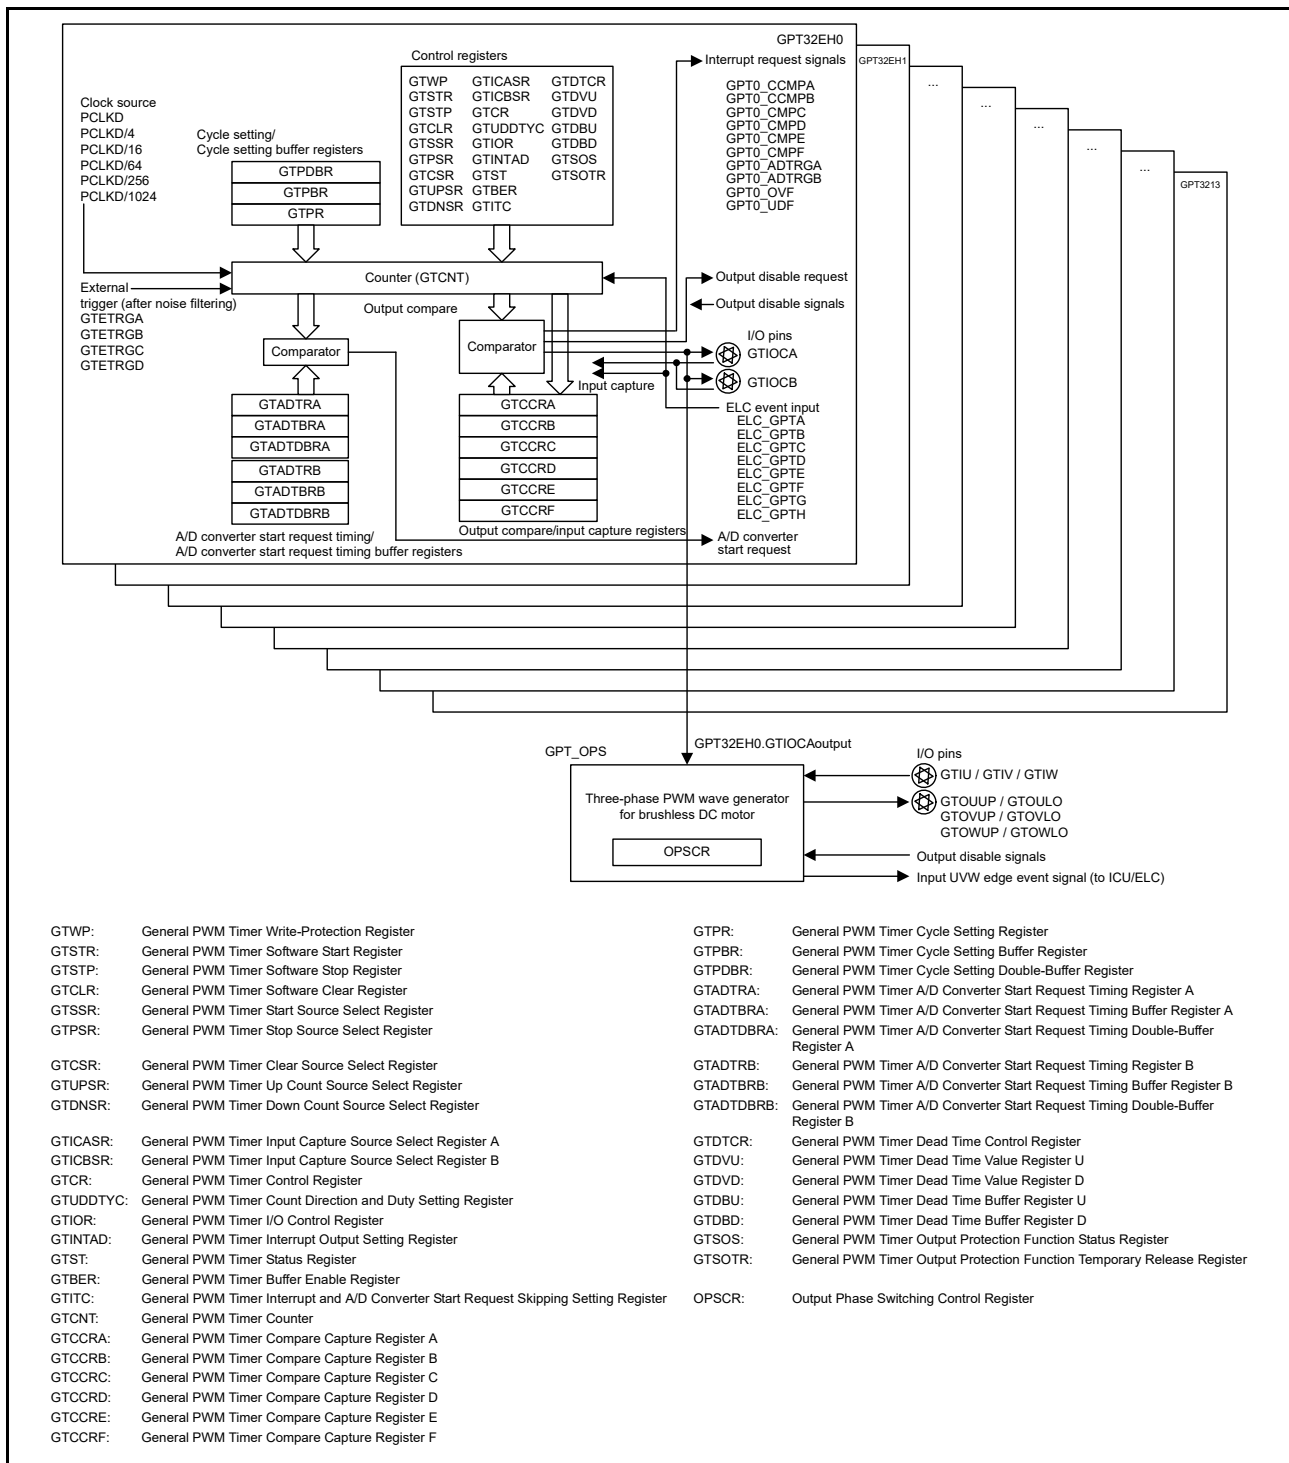 GPT32EH0
GPT32EH1
...
...
...
...
...
GPT3213
Control registers
GTWP GTICASR GTDTCR
GTSTR GTICBSR GTDVU
GTSTP GTCR GTDVD
GTCLR GTUDDTYC GTDBU
GTSSR GTIOR GTDBD
GTPSR GTINTAD GTSOS
GTCSR GTST GTSOTR
GTUPSR GTBER
GTDNSR GTITC
Interrupt request signals
GPT0_CCMPA
GPT0_CCMPB
GPT0_CMPC
GPT0_CMPD
GPT0_CMPE
GPT0_CMPF
GPT0_ADTRGA
GPT0_ADTRGB
GPT0_OVF
GPT0_UDF
Clock source
PCLKD
PCLKD/4
PCLKD/16
PCLKD/64
PCLKD/256
PCLKD/1024
Cycle setting/
Cycle setting buffer registers
GTPDBR
GTPBR
GTPR
Counter (GTCNT)
External
trigger (after noise filtering)
GTETRGA
GTETRGB
GTETRGC
GTETRGD
Output compare
Comparator
Comparator
Output disable request
Output disable signals
I/O pins
GTIOCA
GTIOCB
Input capture
ELC event input
ELC_GPTA
ELC_GPTB
ELC_GPTC
ELC_GPTD
ELC_GPTE
ELC_GPTF
ELC_GPTG
ELC_GPTH
GTADTRA
GTADTBRA
GTADTDBRA
GTADTRB
GTADTBRB
GTADTDBRB
GTCCRA
GTCCRB
GTCCRC
GTCCRD
GTCCRE
GTCCRF
A/D converter start request timing/
A/D converter start request timing buffer registers
Output compare/input capture registers
A/D converter
start request
GPT_OPS
GPT32EH0.GTIOCAoutput
Three-phase PWM wave generator
for brushless DC motor
OPSCR
I/O pins
GTIU / GTIV / GTIW
GTOUUP / GTOULO
GTOVUP / GTOVLO
GTOWUP / GTOWLO
Output disable signals
Input UVW edge event signal (to ICU/ELC)
GTWP: General PWM Timer Write-Protection Register
GTSTR: General PWM Timer Software Start Register
GTSTP: General PWM Timer Software Stop Register
GTCLR: General PWM Timer Software Clear Register
GTSSR: General PWM Timer Start Source Select Register
GTPSR: General PWM Timer Stop Source Select Register
GTCSR: General PWM Timer Clear Source Select Register
GTUPSR: General PWM Timer Up Count Source Select Register
GTDNSR: General PWM Timer Down Count Source Select Register
GTICASR: General PWM Timer Input Capture Source Select Register A
GTICBSR: General PWM Timer Input Capture Source Select Register B
GTCR: General PWM Timer Control Register
GTUDDTYC: General PWM Timer Count Direction and Duty Setting Register
GTIOR: General PWM Timer I/O Control Register
GTINTAD: General PWM Timer Interrupt Output Setting Register
GTST: General PWM Timer Status Register
GTBER: General PWM Timer Buffer Enable Register
GTITC: General PWM Timer Interrupt and A/D Converter Start Request Skipping Setting Register
GTCNT: General PWM Timer Counter
GTCCRA: General PWM Timer Compare Capture Register A
GTCCRB: General PWM Timer Compare Capture Register B
GTCCRC: General PWM Timer Compare Capture Register C
GTCCRD: General PWM Timer Compare Capture Register D
GTCCRE: General PWM Timer Compare Capture Register E
GTCCRF: General PWM Timer Compare Capture Register F
GTPR: General PWM Timer Cycle Setting Register
GTPBR: General PWM Timer Cycle Setting Buffer Register
GTPDBR: General PWM Timer Cycle Setting Double-Buffer Register
GTADTRA: General PWM Timer A/D Converter Start Request Timing Register A
GTADTBRA: General PWM Timer A/D Converter Start Request Timing Buffer Register A
GTADTDBRA: General PWM Timer A/D Converter Start Request Timing Double-Buffer
Register A
GTADTRB: General PWM Timer A/D Converter Start Request Timing Register B
GTADTBRB: General PWM Timer A/D Converter Start Request Timing Buffer Register B
GTADTDBRB: General PWM Timer A/D Converter Start Request Timing Double-Buffer
Register B
GTDTCR: General PWM Timer Dead Time Control Register
GTDVU: General PWM Timer Dead Time Value Register U
GTDVD: General PWM Timer Dead Time Value Register D
GTDBU: General PWM Timer Dead Time Buffer Register U
GTDBD: General PWM Timer Dead Time Buffer Register D
GTSOS: General PWM Timer Output Protection Function Status Register
GTSOTR: General PWM Timer Output Protection Function Temporary Release Register
OPSCR: Output Phase Switching Control Register